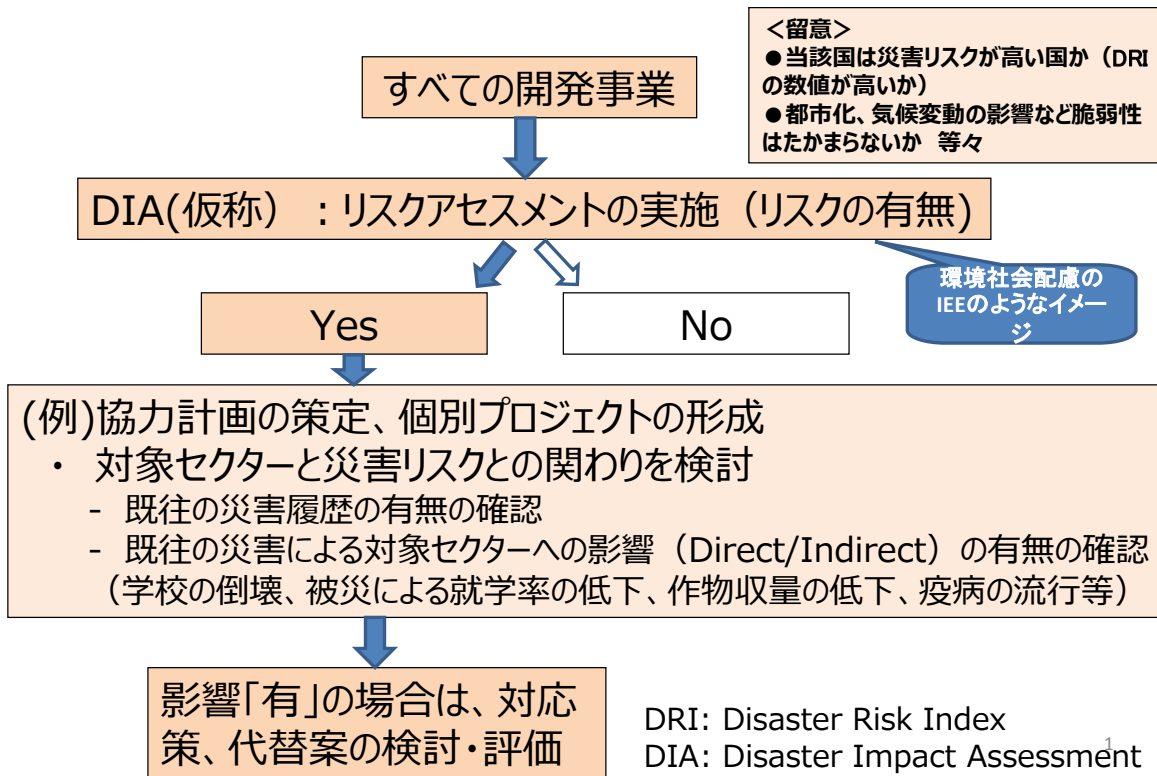 ＜留意＞
●当該国は災害リスクが高い国か（DRI
の数値が高いか）
●都市化、気候変動の影響など脆弱性
はたかまらないか 等々
すべての開発事業
DIA(仮称） ：リスクアセスメントの実施（リスクの有無)
環境社会配慮の
IEEのようなイメー
ジ
Yes
No
(例)協力計画の策定、個別プロジェクトの形成
・ 対象セクターと災害リスクとの関わりを検討
- 既往の災害履歴の有無の確認
- 既往の災害による対象セクターへの影響（Direct/Indirect）の有無の確認
（学校の倒壊、被災による就学率の低下、作物収量の低下、疫病の流行等）
影響「有」の場合は、対応
策、代替案の検討・評価
DRI: Disaster Risk Index
DIA: Disaster Impact Assessment
1